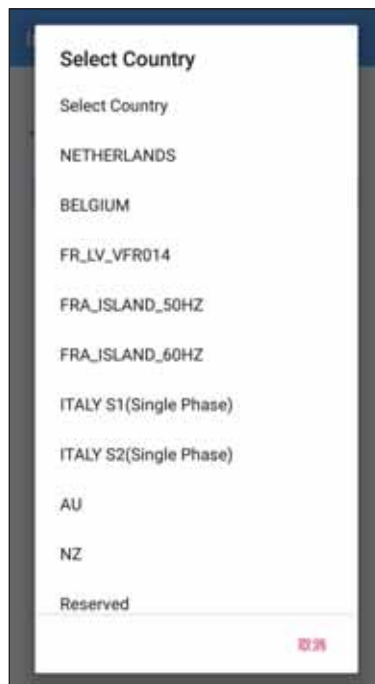 Select Country
Select Country
NETHERLANDS
BELGIUM
FR_LV_VFR014
FRA_ISLAND_50HZ
FRA_ISLAND_60HZ
ITALY S1(Single Phase)
ITALY S2(Single Phase)
AU
NZ
Reserved
取消